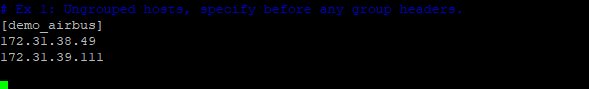 # Ex 1: Ungrouped hosts, specify before any group headers.
[demo_airbus]
172.31.38.49
172.31.39.111